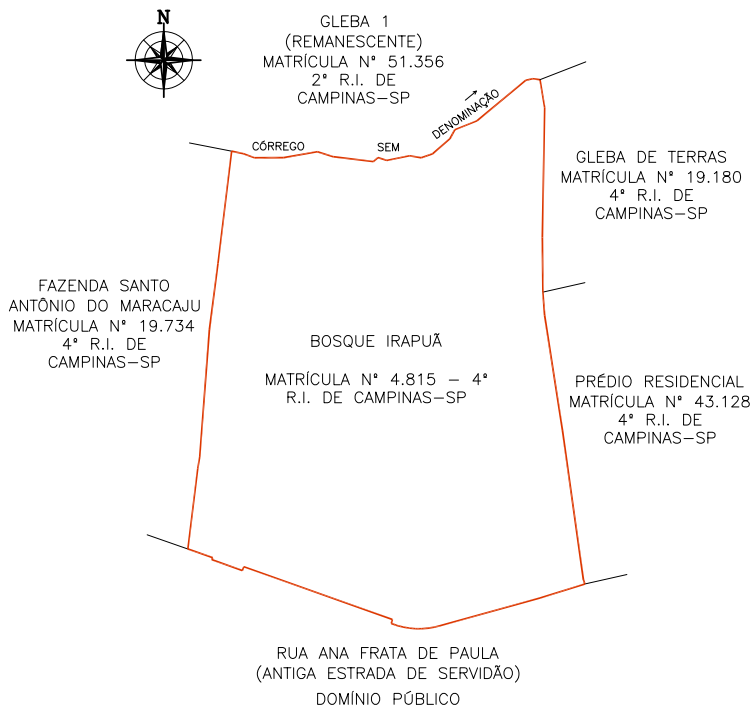 N
GLEBA 1
(REMANESCENTE)
MATRÍCULA Nº 51.356
2º R.I. DE
CAMPINAS-SP
CÓRREGO SEM DENOMINAÇÃO
GLEBA DE TERRAS
MATRÍCULA Nº 19.180
4º R.I. DE
CAMPINAS-SP
FAZENDA SANTO
ANTÔNIO DO MARACAJU
MATRÍCULA Nº 19.734
4º R.I. DE
CAMPINAS-SP
BOSQUE IRAPUÃ
MATRÍCULA Nº 4.815 - 4º
R.I. DE CAMPINAS-SP
PRÉDIO RESIDENCIAL
MATRÍCULA Nº 43.128
4º R.I. DE
CAMPINAS-SP
RUA ANA FRATA DE PAULA
(ANTIGA ESTRADA DE SERVIDÃO)
DOMÍNIO PÚBLICO